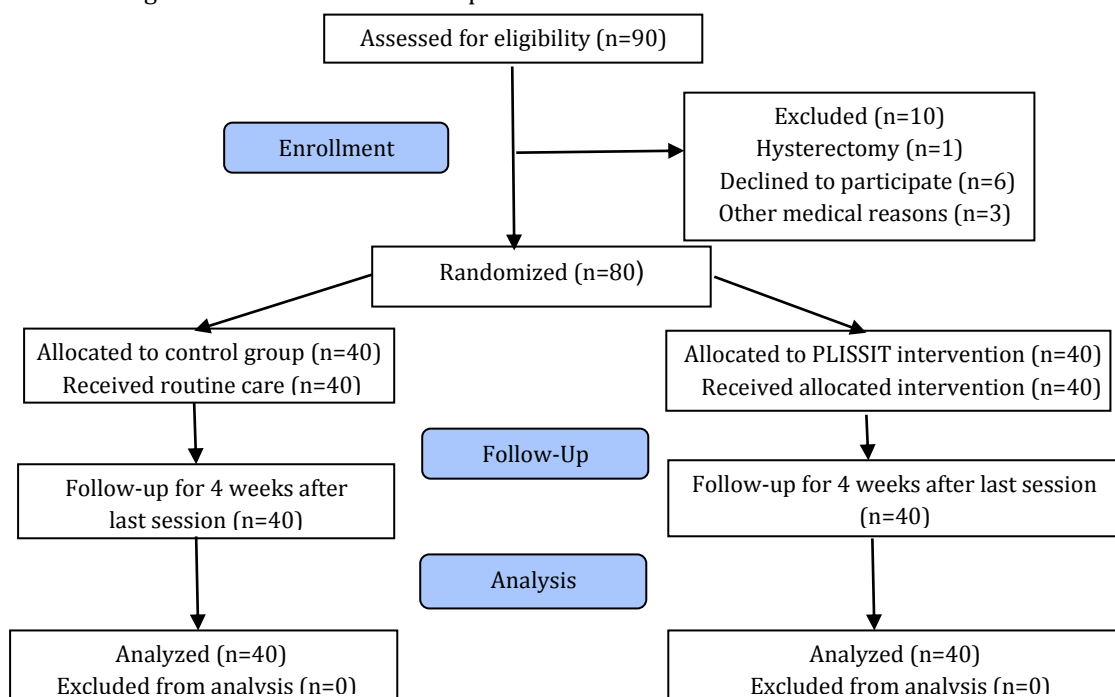 Assessed for eligibility (n=90)
Enrollment
Excluded (n=10)
Hysterectomy (n=1)
Declined to participate (n=6)
Other medical reasons (n=3)
Randomized (n=80)
Allocated to control group (n=40)
Received routine care (n=40)
Allocated to PLISSIT intervention (n=40)
Received allocated intervention (n=40)
Follow-Up
Follow-up for 4 weeks after
last session (n=40)
Follow-up for 4 weeks after last session
(n=40)
Analysis
Analyzed (n=40)
Excluded from analysis (n=0)
Analyzed (n=40)
Excluded from analysis (n=0)